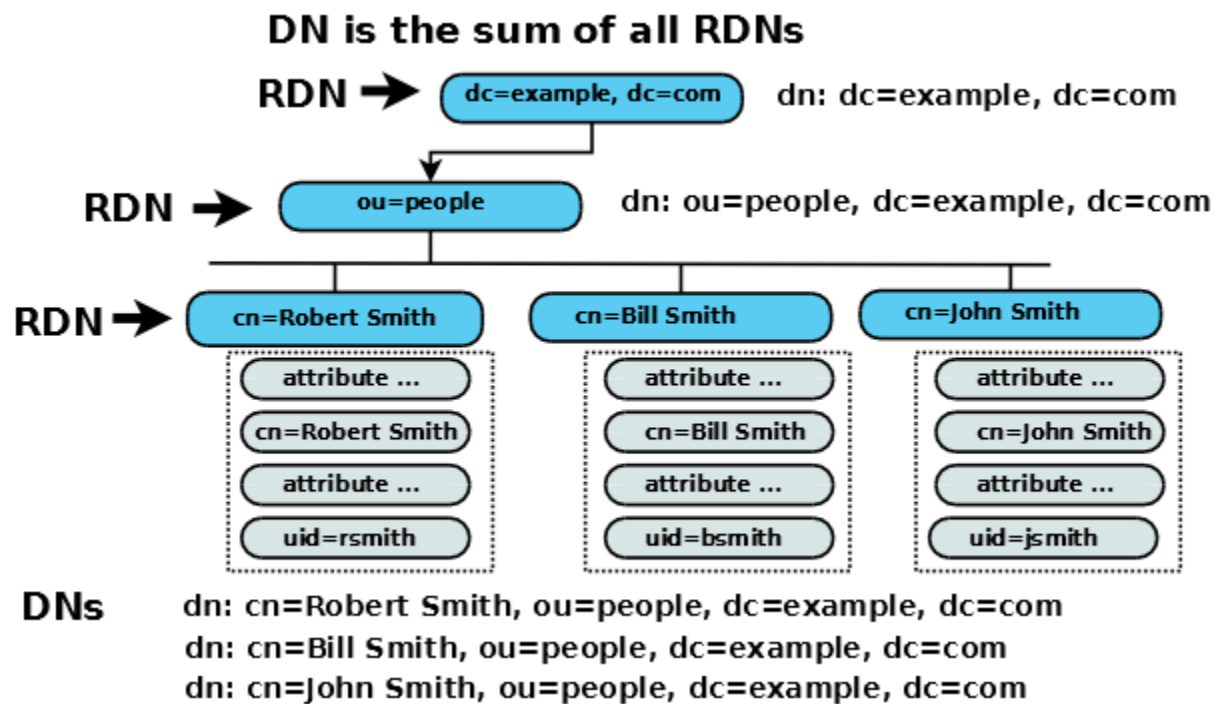 DN is the sum of all RDNs
RDN
dc=example, dc=com
dn: dc=example, dc=com
RDN
ou=people
dn: ou=people, dc=example, dc=com
RDN
cn=Robert Smith
cn=Bill Smith
cn=John Smith
attribute ...
cn=Robert Smith
attribute ...
uid=rsmith
attribute ...
cn=Bill Smith
attribute ...
uid=bsmith
attribute ...
cn=John Smith
attribute ...
uid=jsmith
DNs
dn: cn=Robert Smith, ou=people, dc=example, dc=com
dn: cn=Bill Smith, ou=people, dc=example, dc=com
dn: cn=John Smith, ou=people, dc=example, dc=com